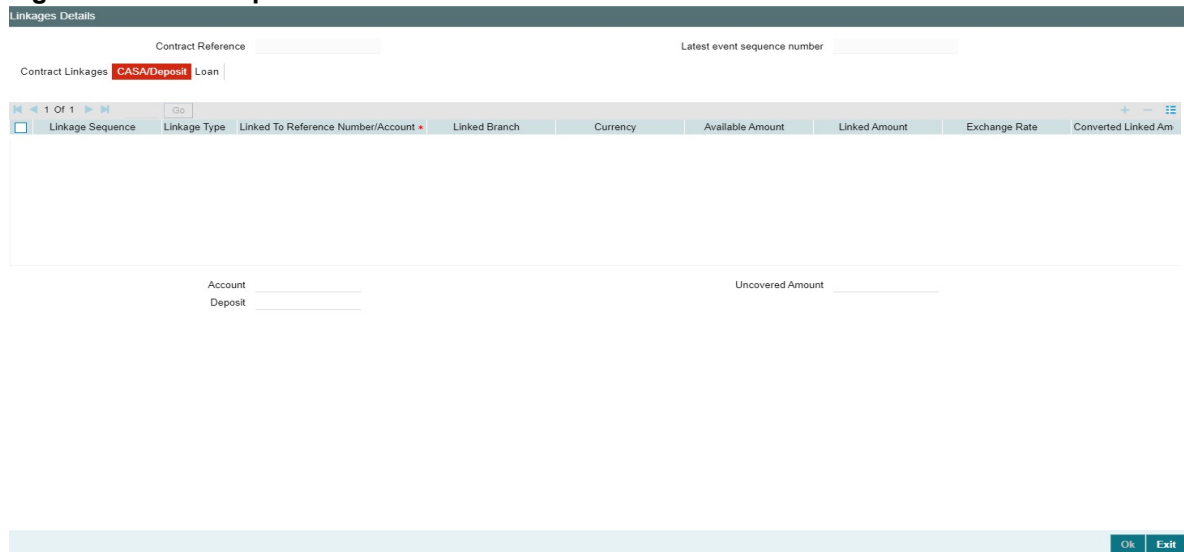 Linkages Details
Contract Reference Latest event sequence number
Contract Linkages CASA/Deposit Loan
1 Of 1 Go
Linkage Sequence Linkage Type Linked To Reference Number/Account * Linked Branch Currency Available Amount Linked Amount Exchange Rate Converted Linked Am
Account Uncovered Amount
Deposit
Ok Exit